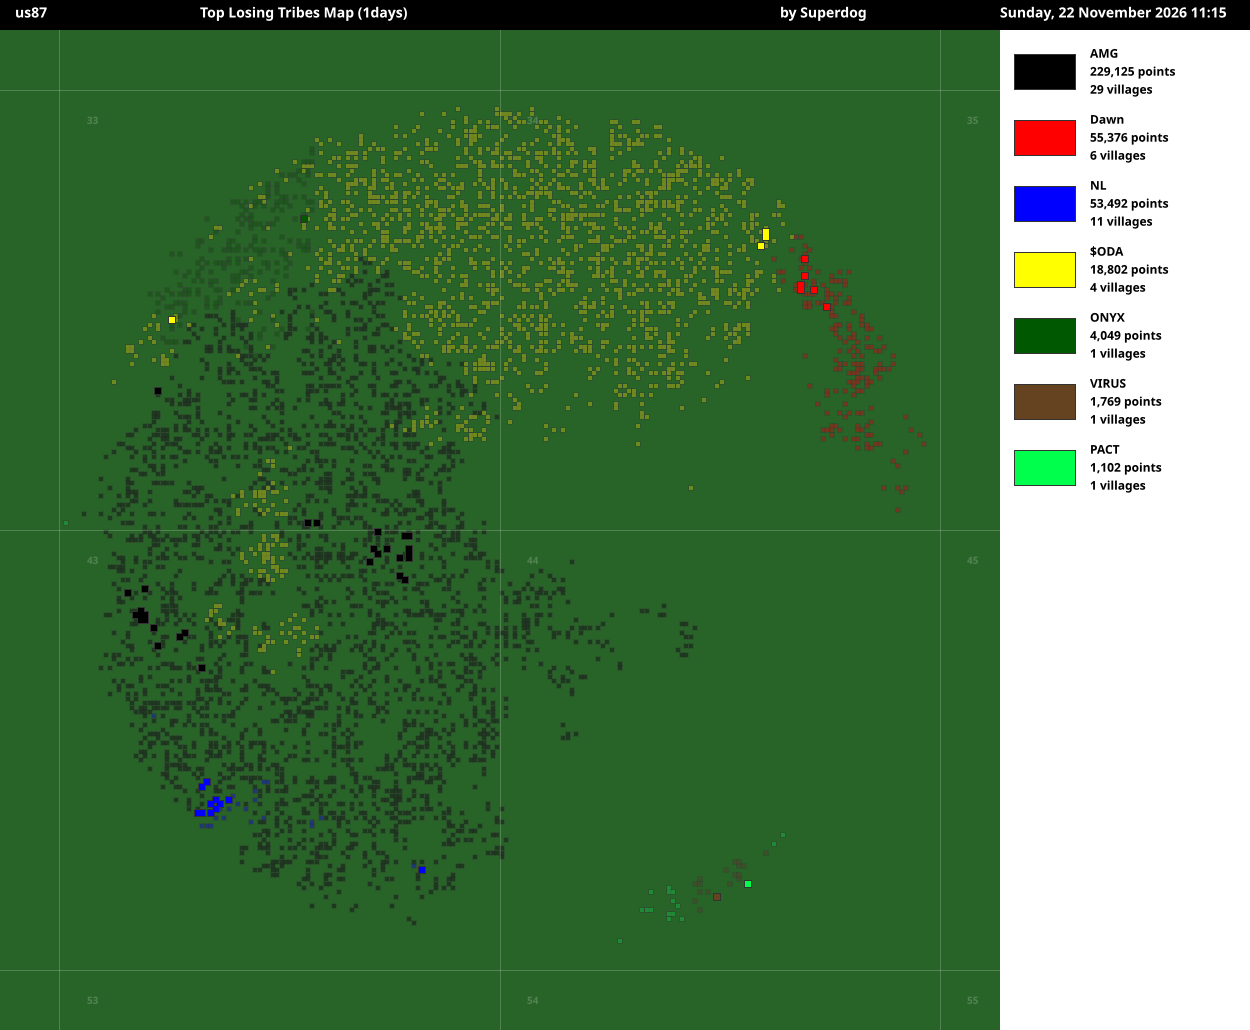 us87 Top Losing Tribes Map (1days) by Superdog Sunday, 22 November 2026 11:15
AMG
229,125 points
29 villages
Dawn
55,376 points
6 villages
NL
53,492 points
11 villages
$ODA
18,802 points
4 villages
ONYX
4,049 points
1 villages
VIRUS
1,769 points
1 villages
PACT
1,102 points
1 villages
33 34 35
43 44 45
53 54 55